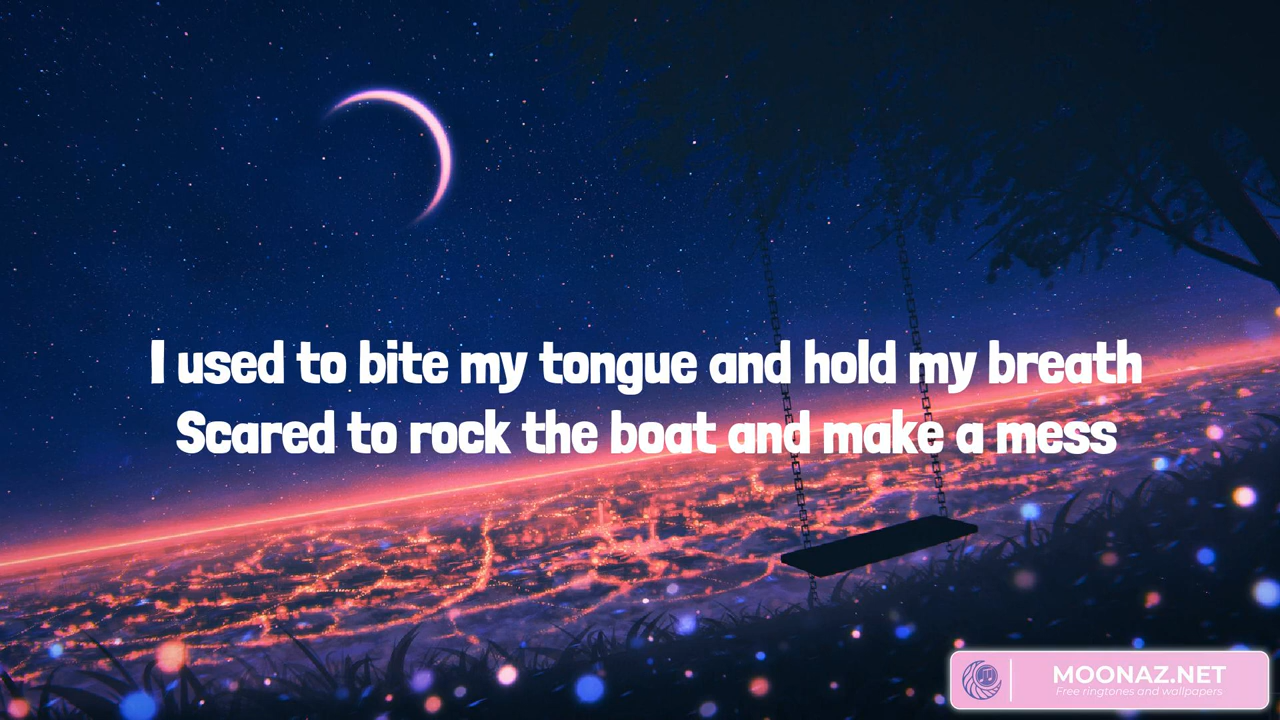 I used to bite my tongue and hold my breath
Scared to rock the boat and make a mess
MOONAZ.NET
Free ringtones and wallpapers